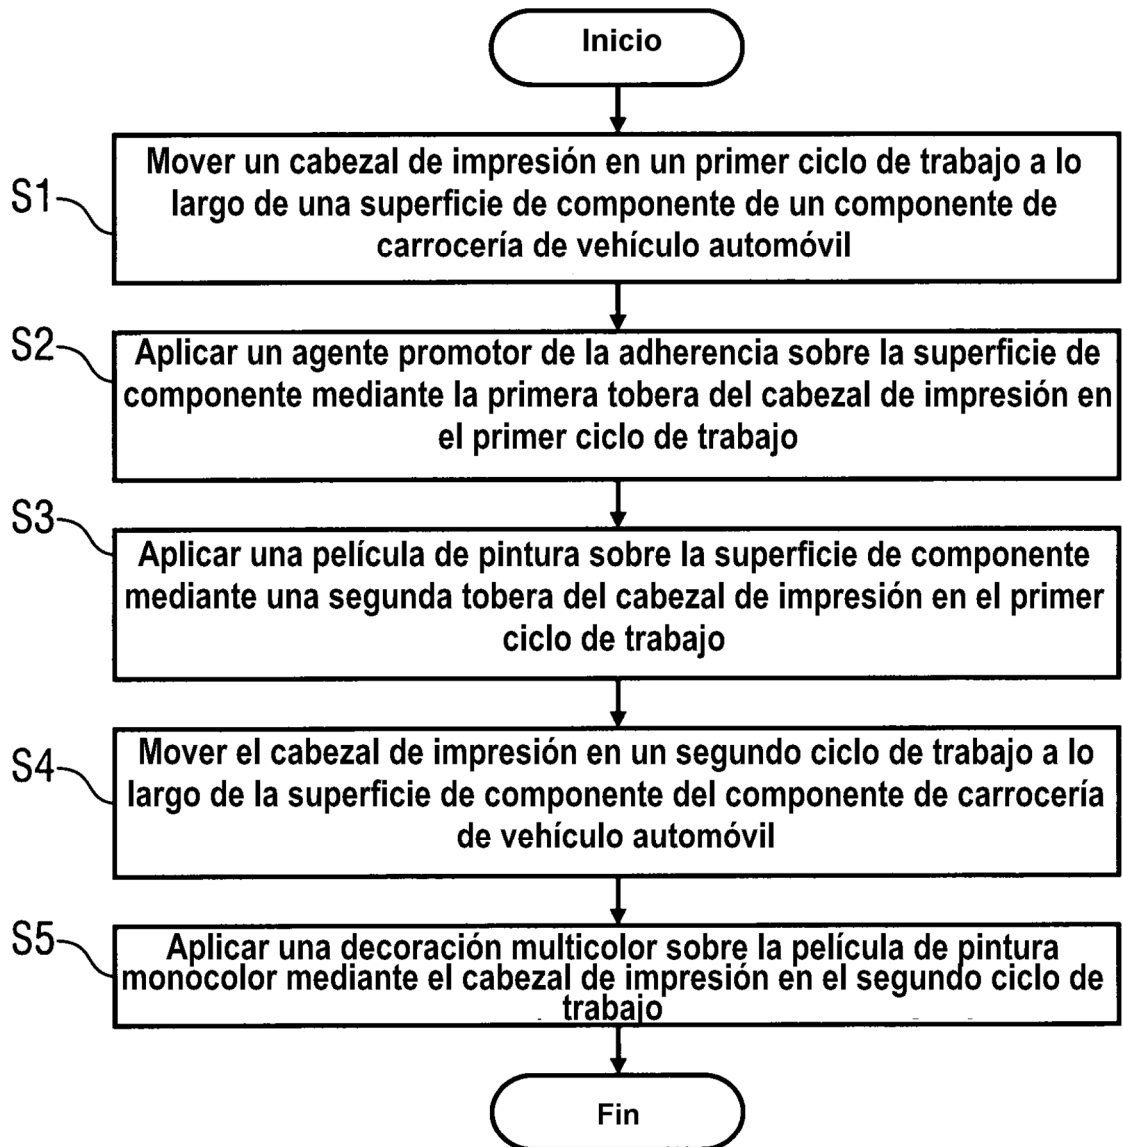 Inicio
S1
Mover un cabezal de impresión en un primer ciclo de trabajo a lo
largo de una superficie de componente de un componente de
carrocería de vehículo automóvil
S2
Aplicar un agente promotor de la adherencia sobre la superficie de
componente mediante la primera tobera del cabezal de impresión en
el primer ciclo de trabajo
S3
Aplicar una película de pintura sobre la superficie de componente
mediante una segunda tobera del cabezal de impresión en el primer
ciclo de trabajo
S4
Mover el cabezal de impresión en un segundo ciclo de trabajo a lo
largo de la superficie de componente del componente de carrocería
de vehículo automóvil
S5
Aplicar una decoración multicolor sobre la película de pintura
monocolor mediante el cabezal de impresión en el segundo ciclo de
trabajo
Fin